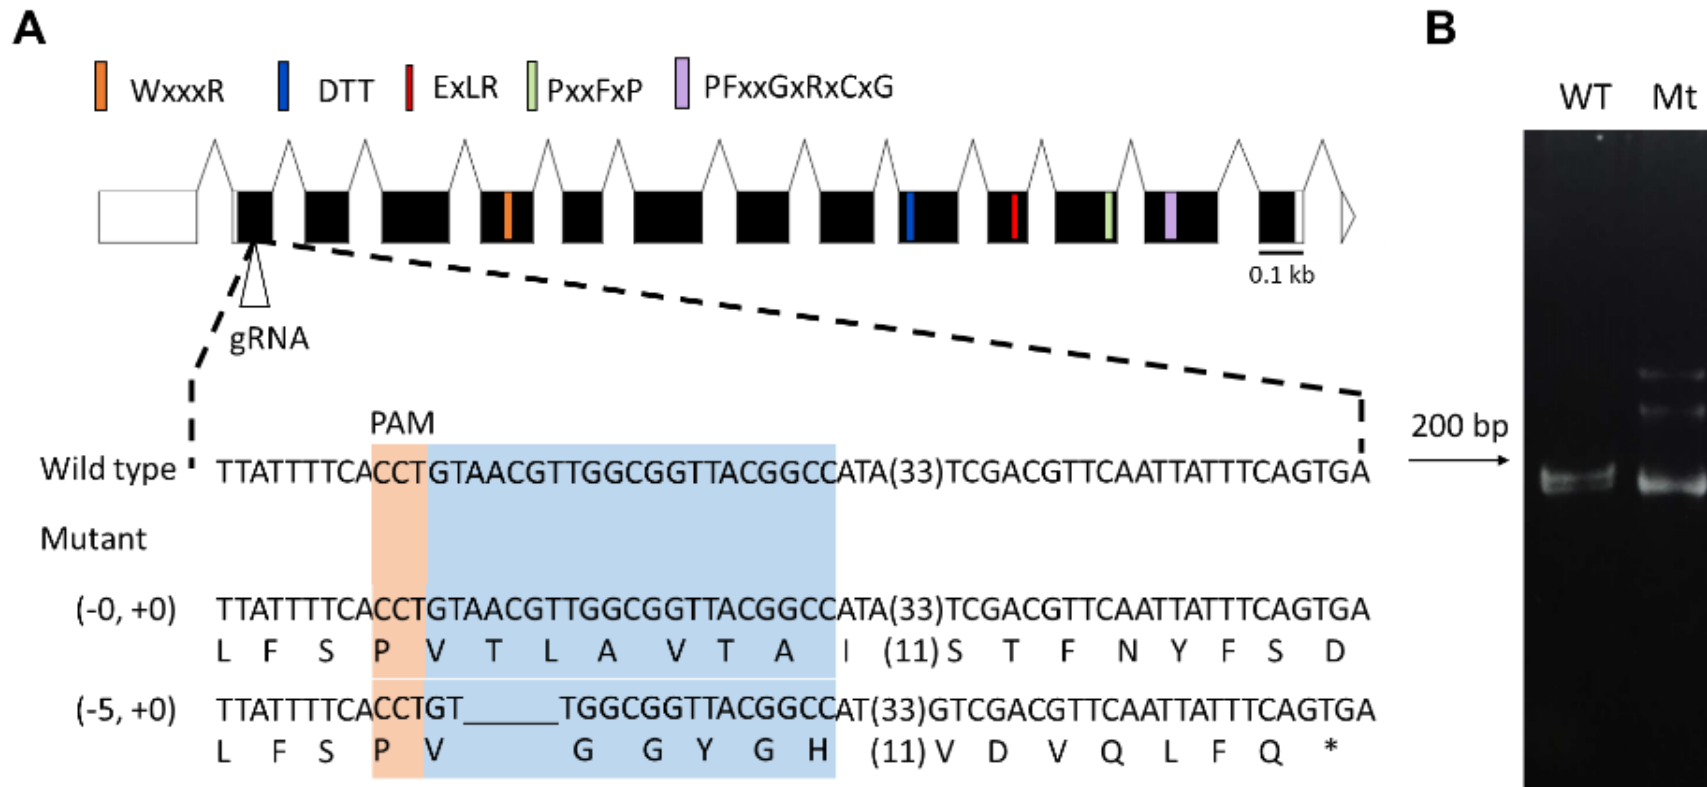 A
B
WxxxR DTT ExLR PxxFxP PFxxGxRxCxG
WT Mt
0.1 kb
gRNA
PAM
200 bp
Wild type TTATTTTCACCTGTAACGTTGGCGGTTACGGCCATA(33)TCGACGTTCAATTATTTCAGTGA
Mutant
(-0, +0) TTATTTTCACCTGTAACGTTGGCGGTTACGGCCATA(33)TCGACGTTCAATTATTTCAGTGA
L F S P V T L A V T A I (11) S T F N Y F S D
(-5, +0) TTATTTTCACCTGT_____TGGCGGTTACGGCCAT(33)GTCGACGTTCAATTATTTCAGTGA
L F S P V G G Y G H (11) V D V Q L F Q *